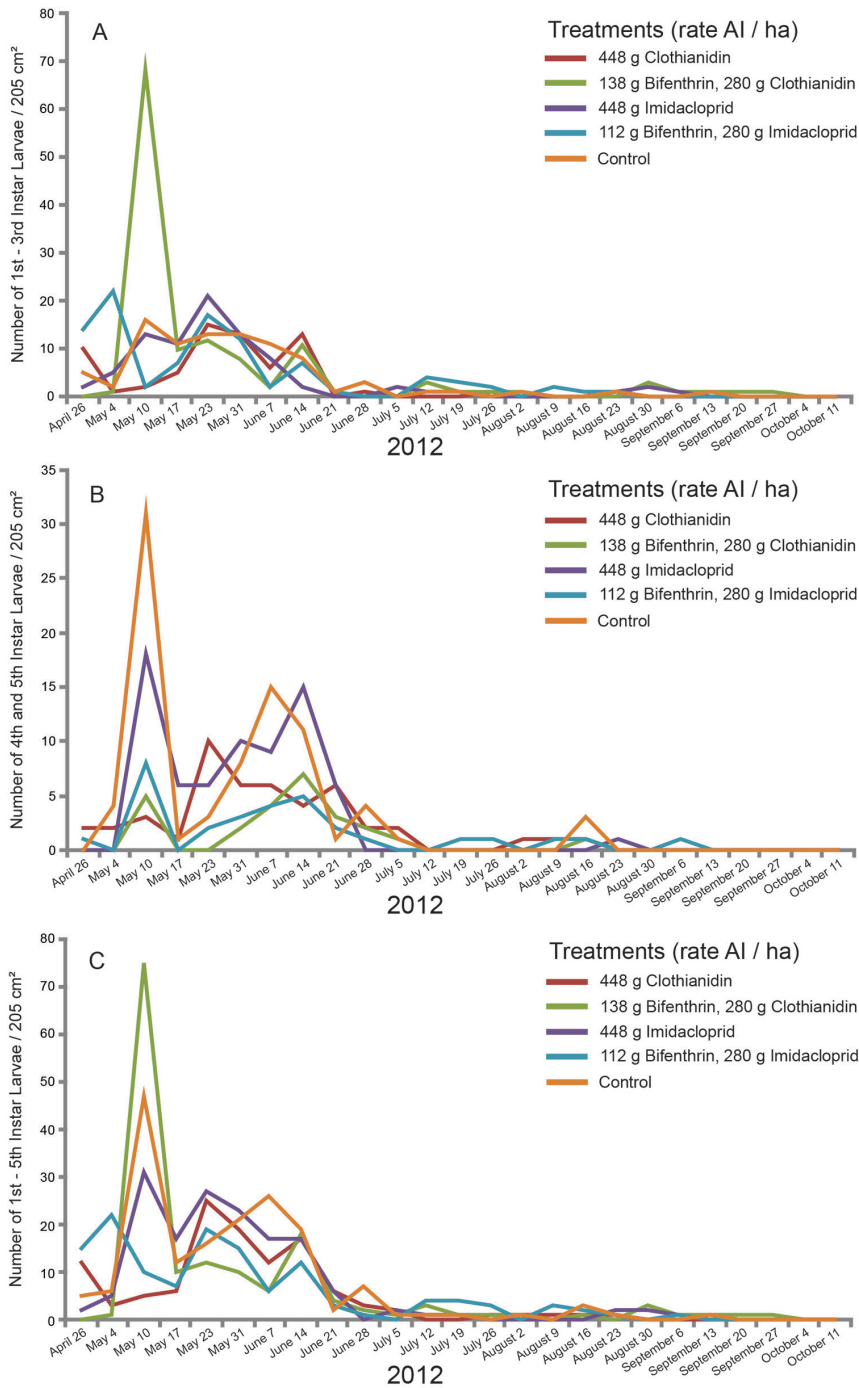 A
Number of 1st - 3rd Instar Larvae / 205 cm²
80
70
60
50
40
30
20
10
0
Treatments (rate AI / ha)
448 g Clothianidin
138 g Bifenthrin, 280 g Clothianidin
448 g Imidacloprid
112 g Bifenthrin, 280 g Imidacloprid
Control
April 26
May 4
May 10
May 17
May 23
May 31
June 7
June 14
June 21
June 28
July 5
July 12
July 19
July 26
August 2
August 9
August 16
August 23
August 30
September 6
September 13
September 20
September 27
October 4
October 11
2012
B
Number of 4th and 5th Instar Larvae / 205 cm²
35
30
25
20
15
10
5
0
Treatments (rate AI / ha)
448 g Clothianidin
138 g Bifenthrin, 280 g Clothianidin
448 g Imidacloprid
112 g Bifenthrin, 280 g Imidacloprid
Control
April 26
May 4
May 10
May 17
May 23
May 31
June 7
June 14
June 21
June 28
July 5
July 12
July 19
July 26
August 2
August 9
August 16
August 23
August 30
September 6
September 13
September 20
September 27
October 4
October 11
2012
C
Number of 1st - 5th Instar Larvae / 205 cm²
80
70
60
50
40
30
20
10
0
Treatments (rate AI / ha)
448 g Clothianidin
138 g Bifenthrin, 280 g Clothianidin
448 g Imidacloprid
112 g Bifenthrin, 280 g Imidacloprid
Control
April 26
May 4
May 10
May 17
May 23
May 31
June 7
June 14
June 21
June 28
July 5
July 12
July 19
July 26
August 2
August 9
August 16
August 23
August 30
September 6
September 13
September 20
September 27
October 4
October 11
2012